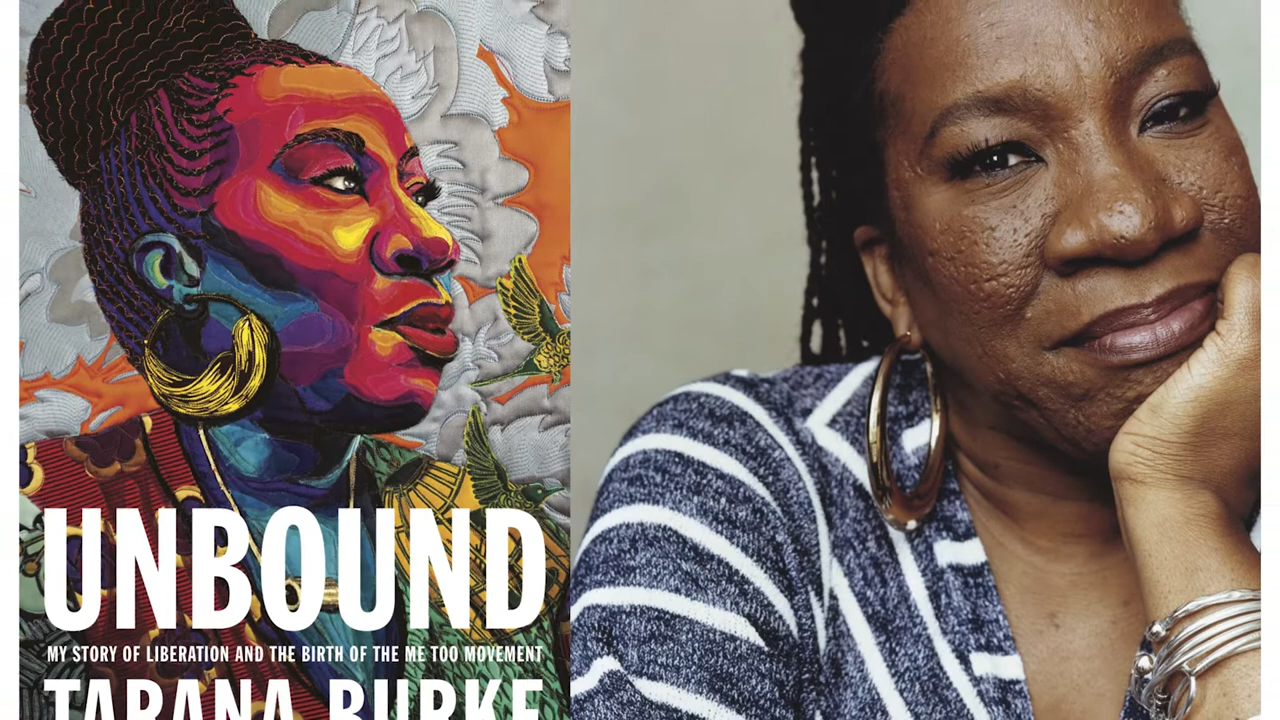 UNBOUND
MY STORY OF LIBERATION AND THE BIRTH OF THE ME TOO MOVEMENT
TARANA BURKE